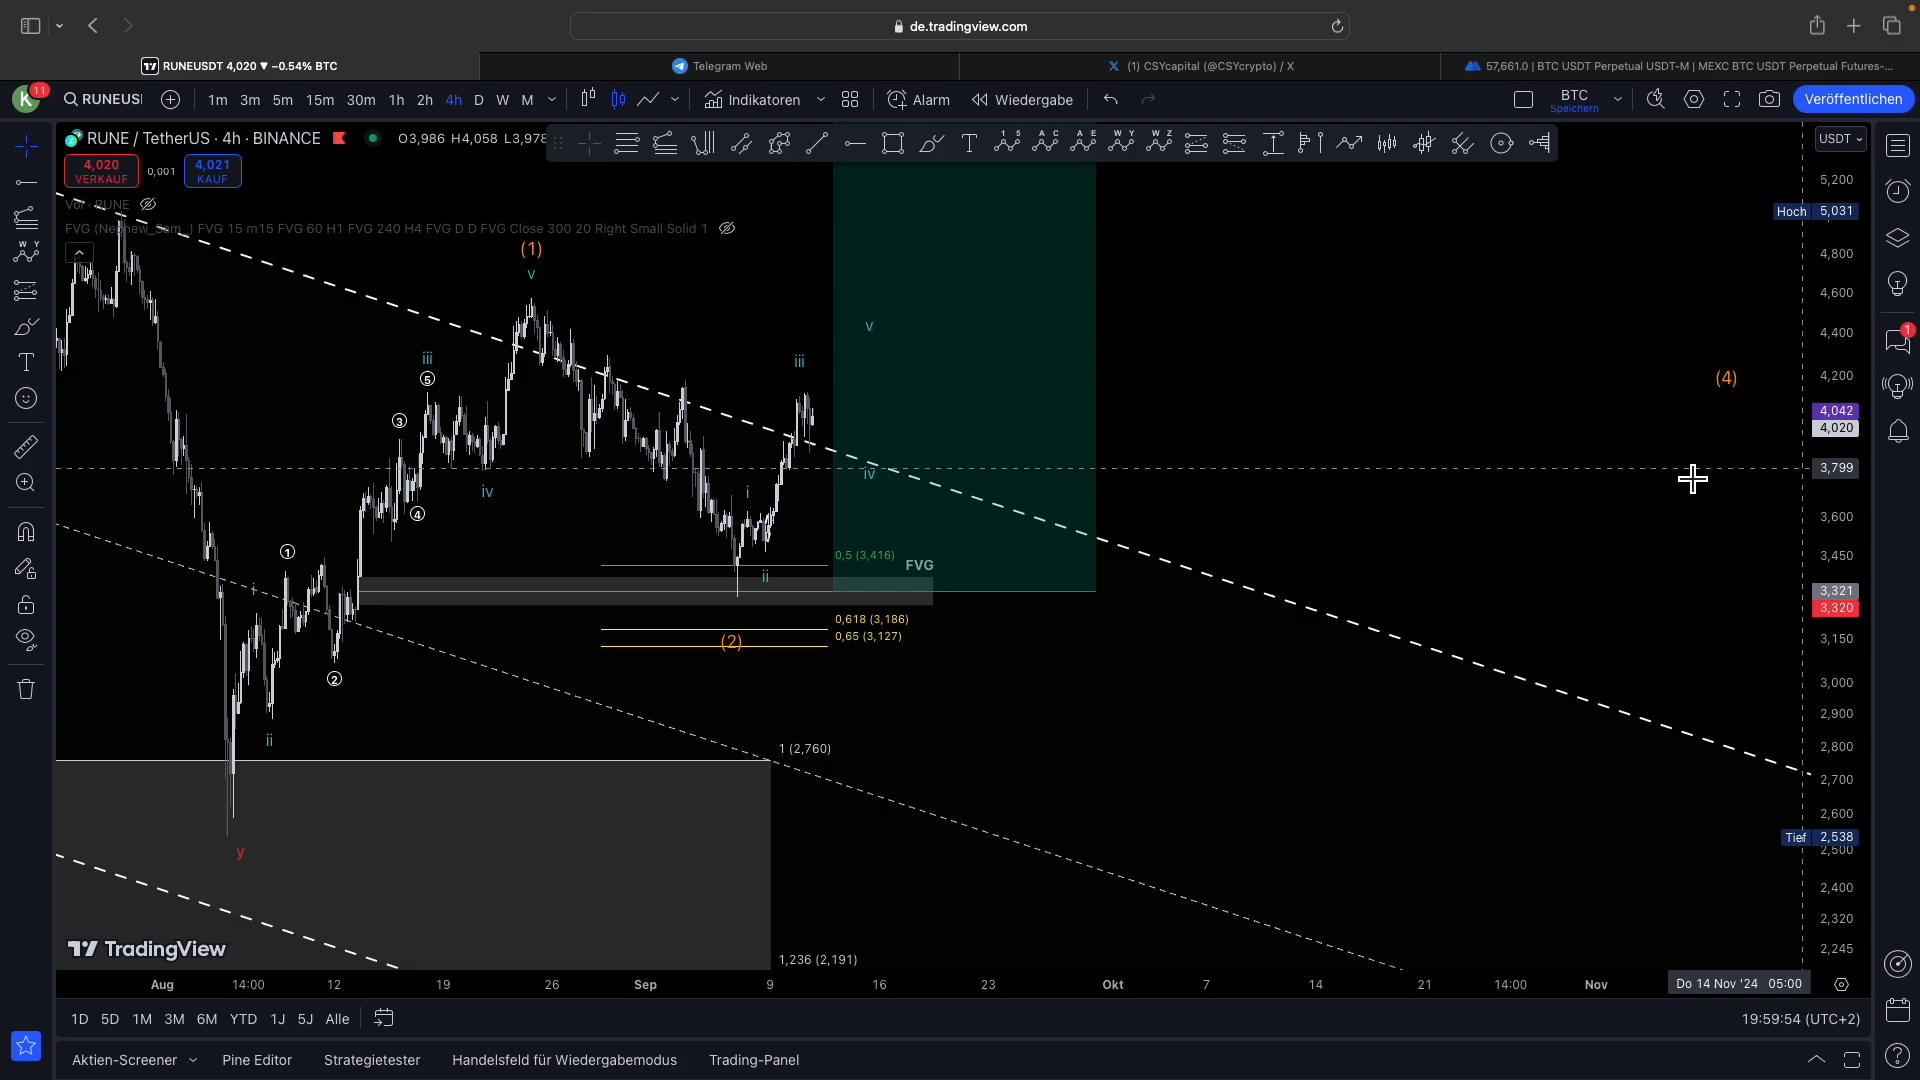 de.tradingview.com
RUNEUSDT 4,020 ▼ −0.54% BTC
Telegram Web
(1) CSYcapital (@CSYcrypto) / X
57,661.0 | BTC USDT Perpetual USDT-M | MEXC BTC USDT Perpetual Futures-...
K 11
RUNEUS
1m 3m 5m 15m 30m 1h 2h 4h D W M
Indikatoren
Alarm
Wiedergabe
BTC
Speichern
Veröffentlichen
RUNE / TetherUS · 4h · BINANCE
O3,986 H4,058 L3,978
USDT
4,020
VERKAUF
0,001
4,021
KAUF
Vol · RUNE
FVG (Nephew_Sam_) FVG 15 m15 FVG 60 H1 FVG 240 H4 FVG D D FVG Close 300 20 Right Small Solid 1
5,200
Hoch 5,031
4,800
4,600
4,400
4,200
4,042
4,020
3,799
3,600
3,450
3,321
3,320
3,150
3,000
2,900
2,800
2,700
2,600
Tief 2,538
2,500
2,400
2,320
2,245
(1)
v
iii
5
3
iv
4
1
i
2
ii
y
iii
v
iv
i
ii
(2)
(4)
0,5 (3,416)
FVG
0,618 (3,186)
0,65 (3,127)
1 (2,760)
1,236 (2,191)
TradingView
Aug 14:00 12 19 26 Sep 9 16 23 Okt 7 14 21 14:00 Nov
Do 14 Nov '24 05:00
1D 5D 1M 3M 6M YTD 1J 5J Alle
19:59:54 (UTC+2)
Aktien-Screener
Pine Editor
Strategietester
Handelsfeld für Wiedergabemodus
Trading-Panel